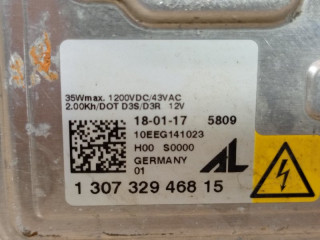 35Wmax. 1200VDC/43VAC
2.00Kh/DOT D3S/D3R 12V
18-01-17 5809
10EEG141023
H00 S0000
GERMANY
01
AL
1 307 329 468 15